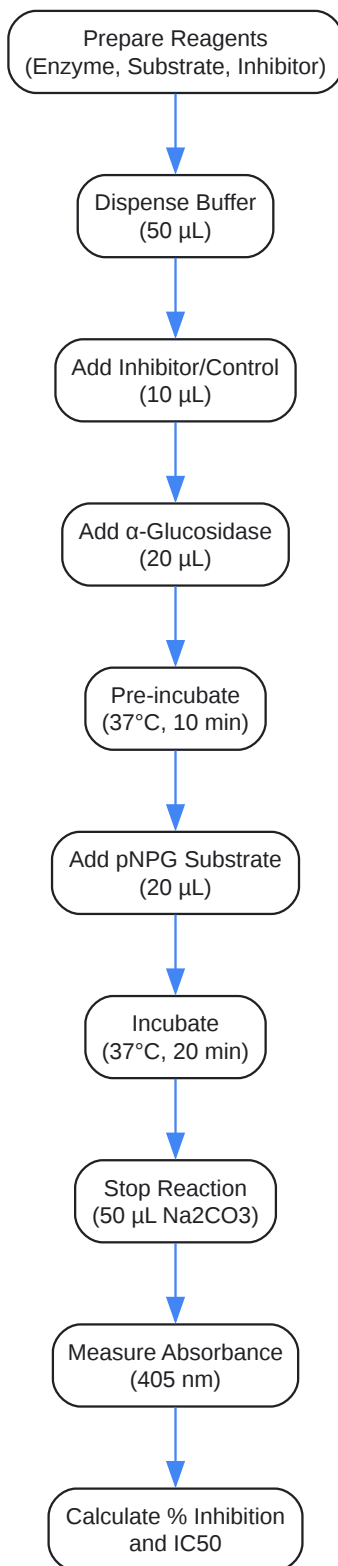 Prepare Reagents
(Enzyme, Substrate, Inhibitor)
Dispense Buffer
(50 µL)
Add Inhibitor/Control
(10 µL)
Add α-Glucosidase
(20 µL)
Pre-incubate
(37°C, 10 min)
Add pNPG Substrate
(20 µL)
Incubate
(37°C, 20 min)
Stop Reaction
(50 µL Na2CO3)
Measure Absorbance
(405 nm)
Calculate % Inhibition
and IC50